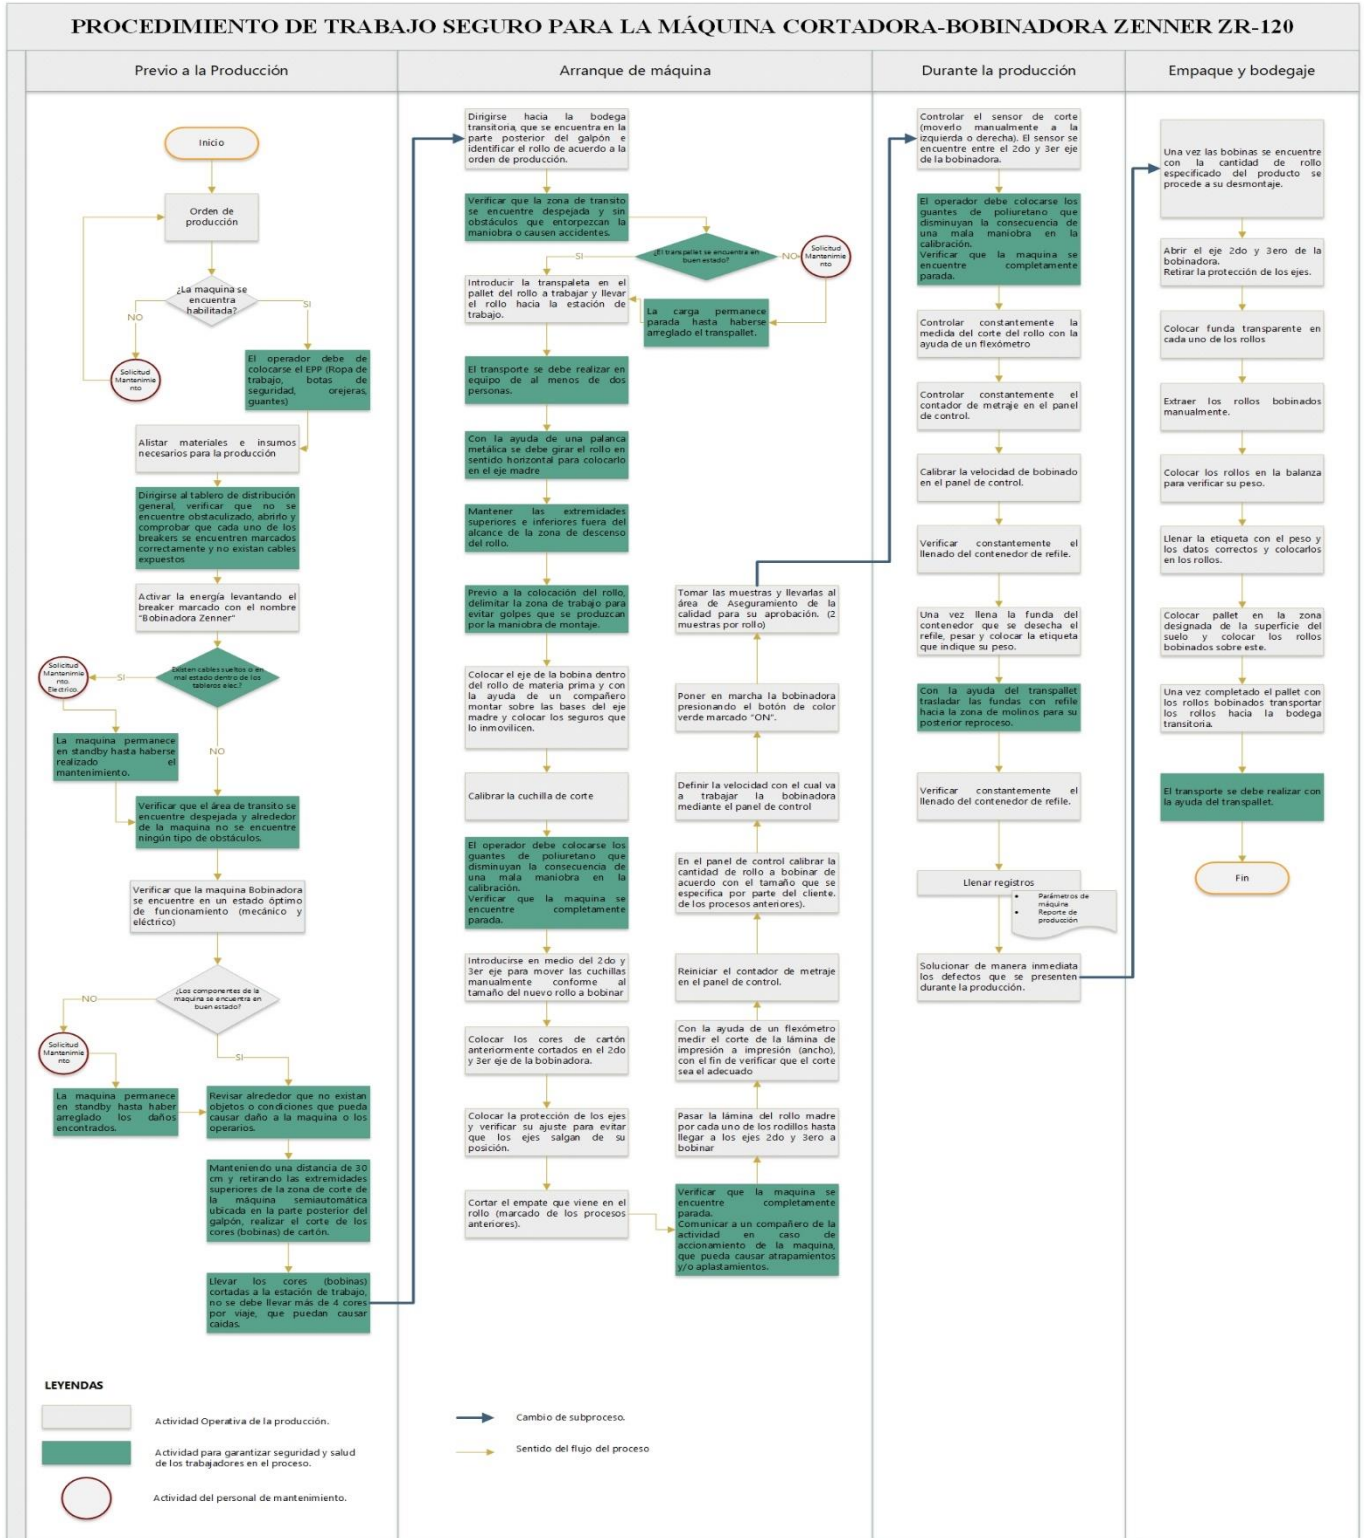 PROCEDIMIENTO DE TRABAJO SEGURO PARA LA MÁQUINA CORTADORA-BOBINADORA ZENNER ZR-120
Previo a la Producción
Inicio
Orden de
producción
¿La maquina se
encuentra
habilitada?
NO
SI
Solicitud
Mantenimie
nto
El operador debe de
colocarse el EPP (Ropa de
trabajo, botas de
seguridad, orejeras,
guantes)
Alistar materiales e insumos
necesarios para la producción
Dirigirse al tablero de distribución
general, verificar que no se
encuentre obstaculizado, abrirlo y
comprobar que cada uno de los
breakers se encuentren marcados
correctamente y no existan cables
expuestos
Activar la energía levantando el
breaker marcado con el nombre
"Bobinadora Zenner"
Existen cables sueltos o en
mal estado dentro de los
tableros elec.?
SI
Solicitud
Mantenimie
nto
Electrico.
La maquina permanece
en standby hasta haberse
realizado el
mantenimiento.
NO
Verificar que el área de transito se
encuentre despejada y alrededor
de la maquina no se encuentre
ningún tipo de obstáculos.
Verificar que la maquina Bobinadora
se encuentre en un estado óptimo
de funcionamiento (mecánico y
eléctrico)
¿Los componentes de la
maquina se encuentra en
buen estado?
NO
SI
Solicitud
Mantenimie
nto
La maquina permanece
en standby hasta haber
arreglado los daños
encontrados.
Revisar alrededor que no existan
objetos o condiciones que pueda
causar daño a la maquina o los
operarios.
Manteniendo una distancia de 30
cm y retirando las extremidades
superiores de la zona de corte de
la máquina semiautomática
ubicada en la parte posterior del
galpón, realizar el corte de los
cores (bobinas) de cartón.
Llevar los cores (bobinas)
cortadas a la estación de trabajo,
no se debe llevar más de 4 cores
por viaje, que puedan causar
caidas.
Arranque de máquina
Dirigirse hacia la bodega
transitoria, que se encuentra en la
parte posterior del galpón e
identificar el rollo de acuerdo a la
orden de producción.
Verificar que la zona de transito
se encuentre despejada y sin
obstáculos que entorpezcan la
maniobra o causen accidentes.
¿El transpallet se encuentra en
buen estado?
SI
NO
Solicitud
Mantenimie
nto
La carga permanece
parada hasta haberse
arreglado el transpallet.
Introducir la transpaleta en el
pallet del rollo a trabajar y llevar
el rollo hacia la estación de
trabajo.
El transporte se debe realizar en
equipo de al menos de dos
personas.
Con la ayuda de una palanca
metálica se debe girar el rollo en
sentido horizontal para colocarlo
en el eje madre
Mantener las extremidades
superiores e inferiores fuera del
alcance de la zona de descenso
del rollo.
Previo a la colocación del rollo,
delimitar la zona de trabajo para
evitar golpes que se produzcan
por la maniobra de montaje.
Colocar el eje de la bobina dentro
del rollo de materia prima y con
la ayuda de un compañero
montar sobre las bases del eje
madre y colocar los seguros que
lo inmovilicen.
Calibrar la cuchilla de corte
El operador debe colocarse los
guantes de poliuretano que
disminuyan la consecuencia de
una mala maniobra en la
calibración.
Verificar que la maquina se
encuentre completamente
parada.
Introducirse en medio del 2do y
3er eje para mover las cuchillas
manualmente conforme al
tamaño del nuevo rollo a bobinar
Colocar los cores de cartón
anteriormente cortados en el 2do
y 3er eje de la bobinadora.
Colocar la protección de los ejes
y verificar su ajuste para evitar
que los ejes salgan de su
posición.
Cortar el empate que viene en el
rollo (marcado de los procesos
anteriores).
Verificar que la maquina se
encuentre completamente
parada.
Comunicar a un compañero de la
actividad en caso de
accionamiento de la maquina,
que pueda causar atrapamientos
y/o aplastamientos.
Pasar la lámina del rollo madre
por cada uno de los rodillos hasta
llegar a los ejes 2do y 3ero a
bobinar
Con la ayuda de un flexómetro
medir el corte de la lámina de
impresión a impresión (ancho),
con el fin de verificar que el corte
sea el adecuado
Reiniciar el contador de metraje
en el panel de control.
En el panel de control calibrar la
cantidad de rollo a bobinar de
acuerdo con el tamaño que se
especifica por parte del cliente.
de los procesos anteriores).
Definir la velocidad con el cual va
a trabajar la bobinadora
mediante el panel de control
Poner en marcha la bobinadora
presionando el botón de color
verde marcado "ON".
Tomar las muestras y llevarlas al
área de Aseguramiento de la
calidad para su aprobación. (2
muestras por rollo)
Durante la producción
Controlar el sensor de corte
(moverlo manualmente a la
izquierda o derecha). El sensor se
encuentre entre el 2do y 3er eje
de la bobinadora.
El operador debe colocarse los
guantes de poliuretano que
disminuyan la consecuencia de
una mala maniobra en la
calibración.
Verificar que la maquina se
encuentre completamente
parada.
Controlar constantemente la
medida del corte del rollo con la
ayuda de un flexómetro
Controlar constantemente el
contador de metraje en el panel
de control.
Calibrar la velocidad de bobinado
en el panel de control.
Verificar constantemente el
llenado del contenedor de refile.
Una vez llena la funda del
contenedor que se desecha el
refile, pesar y colocar la etiqueta
que indique su peso.
Con la ayuda del transpallet
trasladar las fundas con refile
hacia la zona de molinos para su
posterior reproceso.
Verificar constantemente el
llenado del contenedor de refile.
Llenar registros
• Parámetros de
máquina
• Reporte de
producción
Solucionar de manera inmediata
los defectos que se presenten
durante la producción.
Empaque y bodegaje
Una vez las bobinas se encuentre
con la cantidad de rollo
especificado del producto se
procede a su desmontaje.
Abrir el eje 2do y 3ero de la
bobinadora.
Retirar la protección de los ejes.
Colocar funda transparente en
cada uno de los rollos
Extraer los rollos bobinados
manualmente.
Colocar los rollos en la balanza
para verificar su peso.
Llenar la etiqueta con el peso y
los datos correctos y colocarlos
en los rollos.
Colocar pallet en la zona
designada de la superficie del
suelo y colocar los rollos
bobinados sobre este.
Una vez completado el pallet con
los rollos bobinados transportar
los rollos hacia la bodega
transitoria.
El transporte se debe realizar con
la ayuda del transpallet.
Fin
LEYENDAS
Actividad Operativa de la producción.
Actividad para garantizar seguridad y salud
de los trabajadores en el proceso.
Actividad del personal de mantenimiento.
Cambio de subproceso.
Sentido del flujo del proceso